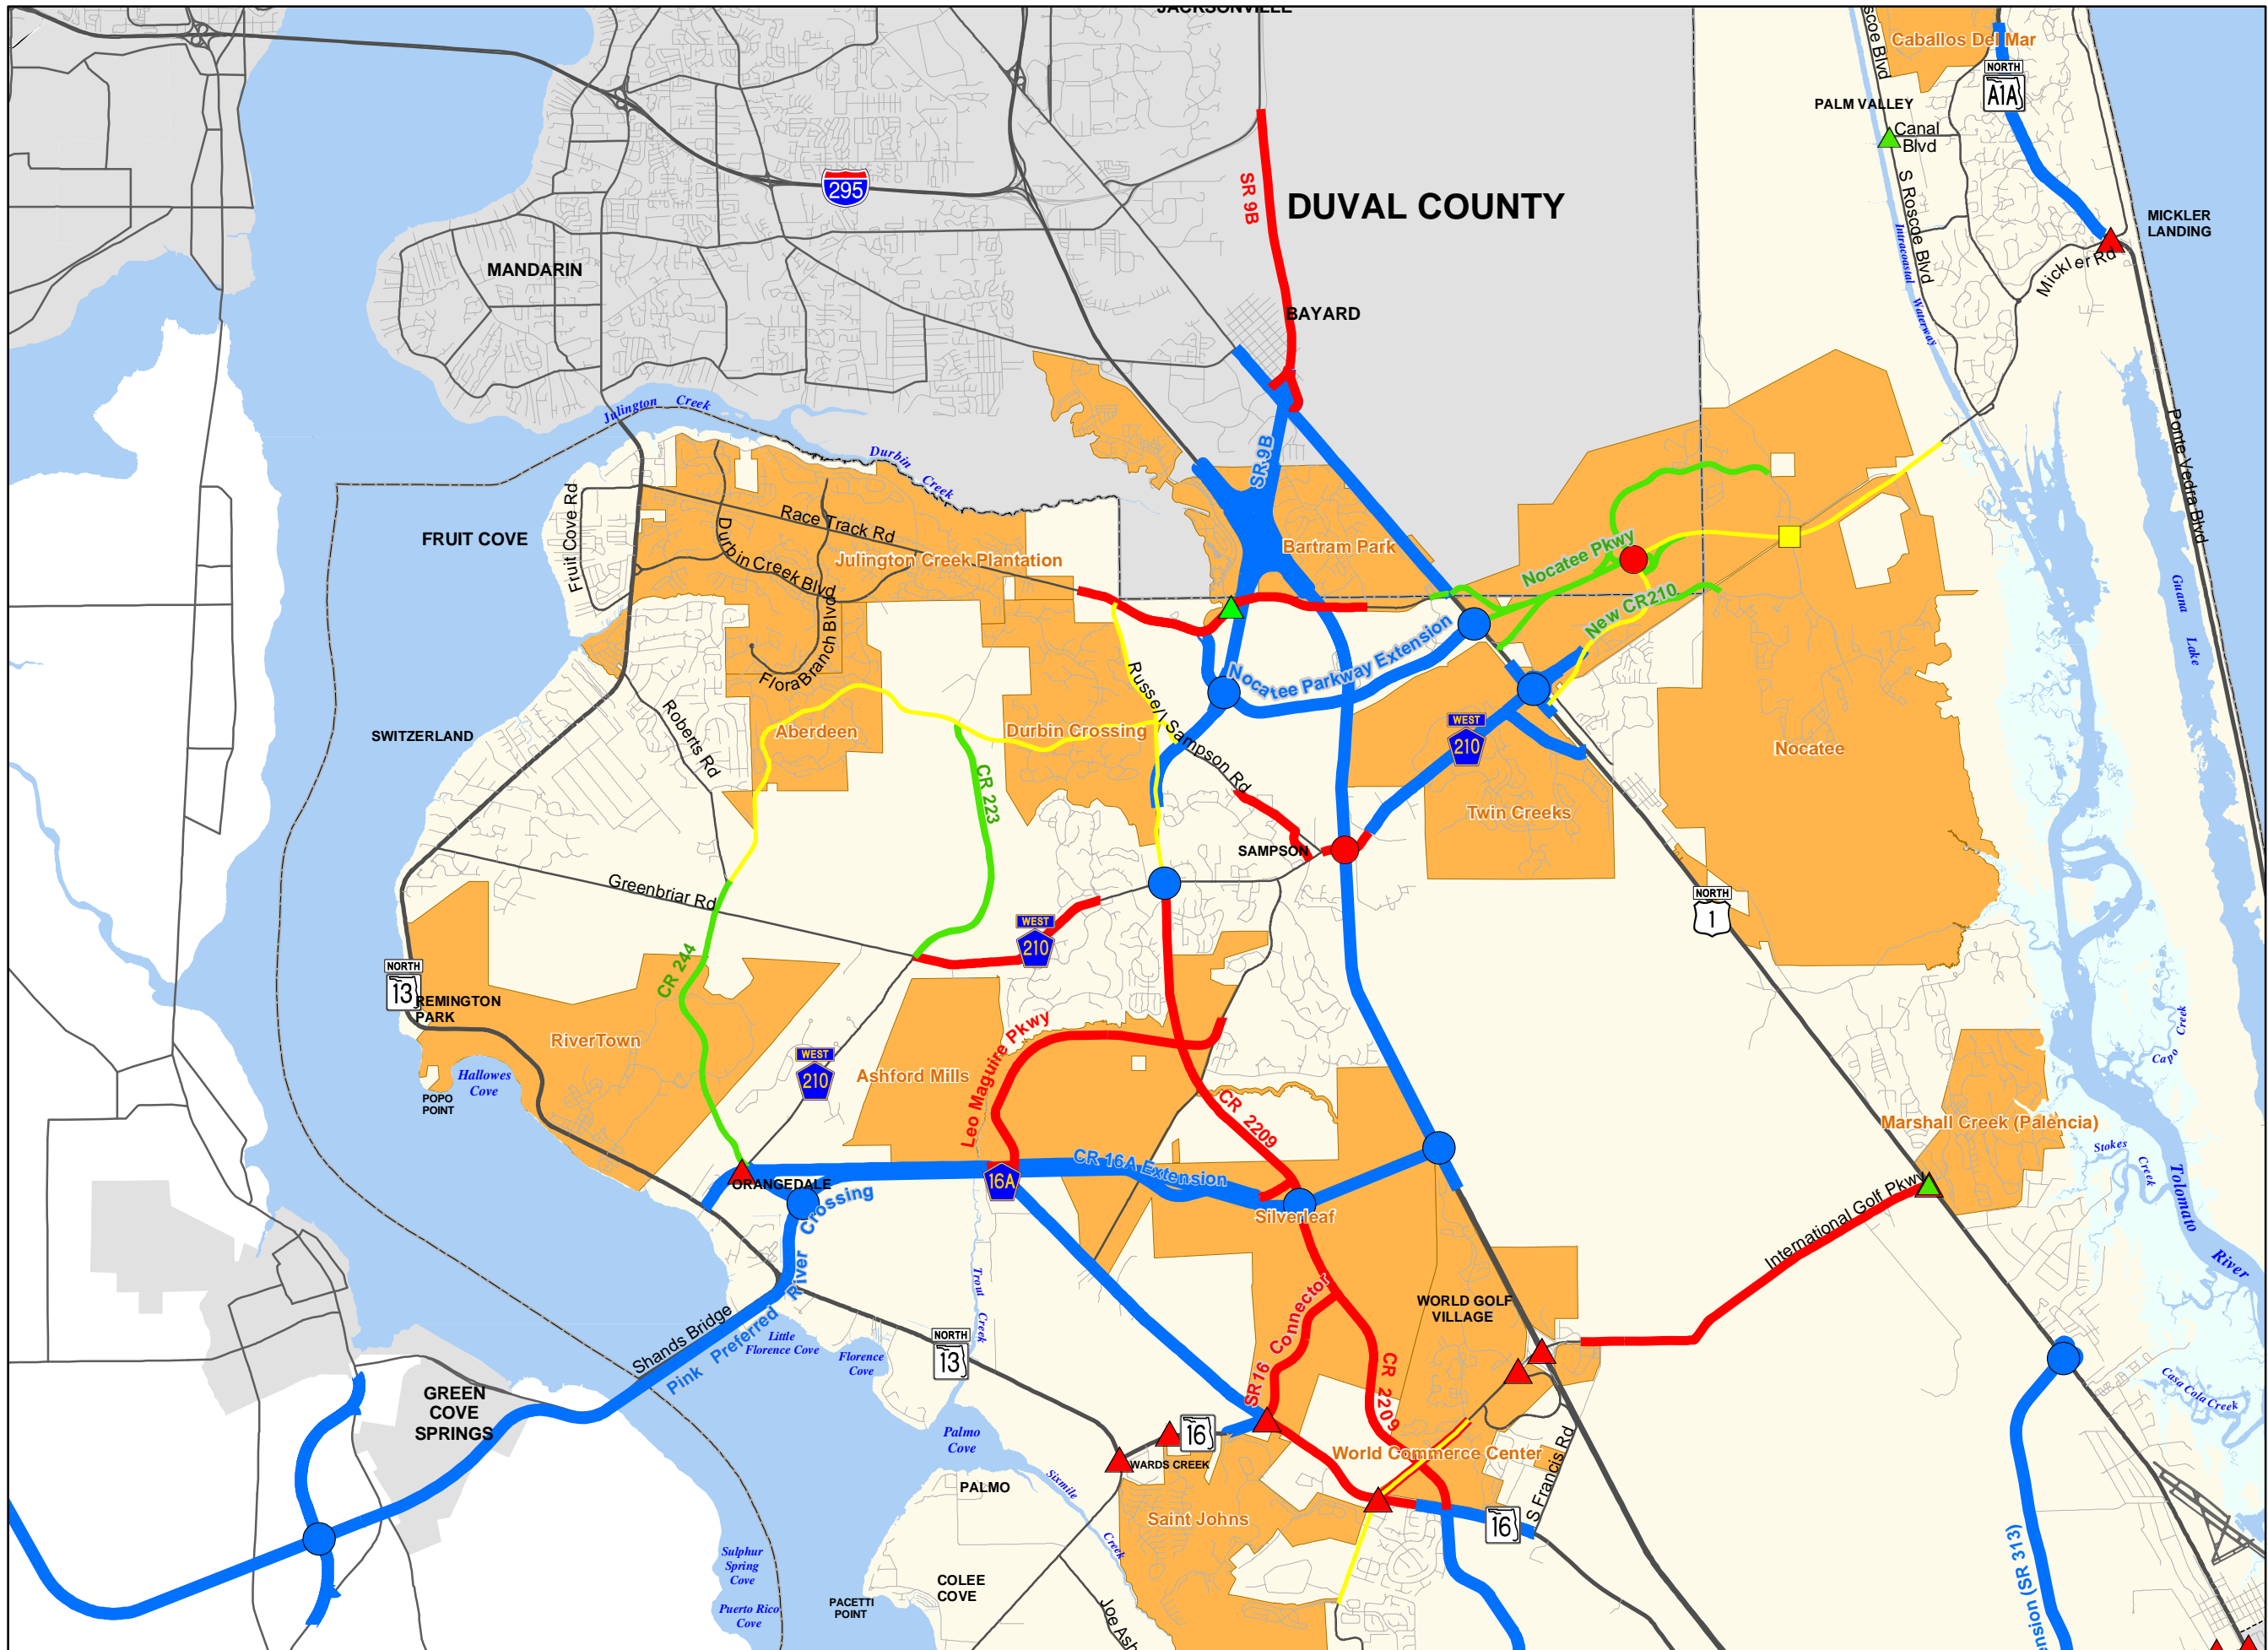 JACKSONVILLE
Caballos Del Mar
NORTH
A1A
PALM VALLEY
Canal
Blvd
S Roscoe Blvd
scoe Blvd
MICKLER
LANDING
Mickler Rd
Intracoastal Waterway
295
SR 9B
DUVAL COUNTY
MANDARIN
BAYARD
Julington Creek
Durbin Creek
SR 9B
Ponte Vedra Blvd
Fruit Cove Rd
FRUIT COVE
Race Track Rd
Durbin Creek Blvd
Julington Creek Plantation
Bartram Park
Nocatee Pkwy
New CR210
Guana Lake
Flora Branch Blvd
Nocatee Parkway Extension
Russell Sampson Rd
Roberts Rd
SWITZERLAND
Aberdeen
Durbin Crossing
WEST
210
Nocatee
CR 223
Twin Creeks
SAMPSON
Greenbriar Rd
NORTH
1
WEST
210
CR 244
NORTH
13
REMINGTON
PARK
RiverTown
Leo Maguire Pkwy
WEST
210
Ashford Mills
Hallowes
Cove
POPO
POINT
Capo Creek
CR 2209
Marshall Creek (Palencia)
Stokes Creek
Tolomato River
CR 16A Extension
16A
ORANGEDALE
International Golf Pkwy
Silverleaf
Pink Preferred River Crossing
Trout Creek
SR16 Connector
WORLD GOLF
VILLAGE
Shands Bridge
Little
Florence Cove
Florence
Cove
NORTH
13
CR 2209
Casa Cola Creek
GREEN
COVE
SPRINGS
Palmo
Cove
16
WARDS CREEK
World Commerce Center
S Francis Rd
PALMO
Sixmile Creek
Saint Johns
16
Sulphur
Spring
Cove
COLEE
COVE
PACETTI
POINT
Puerto Rico
Cove
Joe Ash
nsion (SR 313)